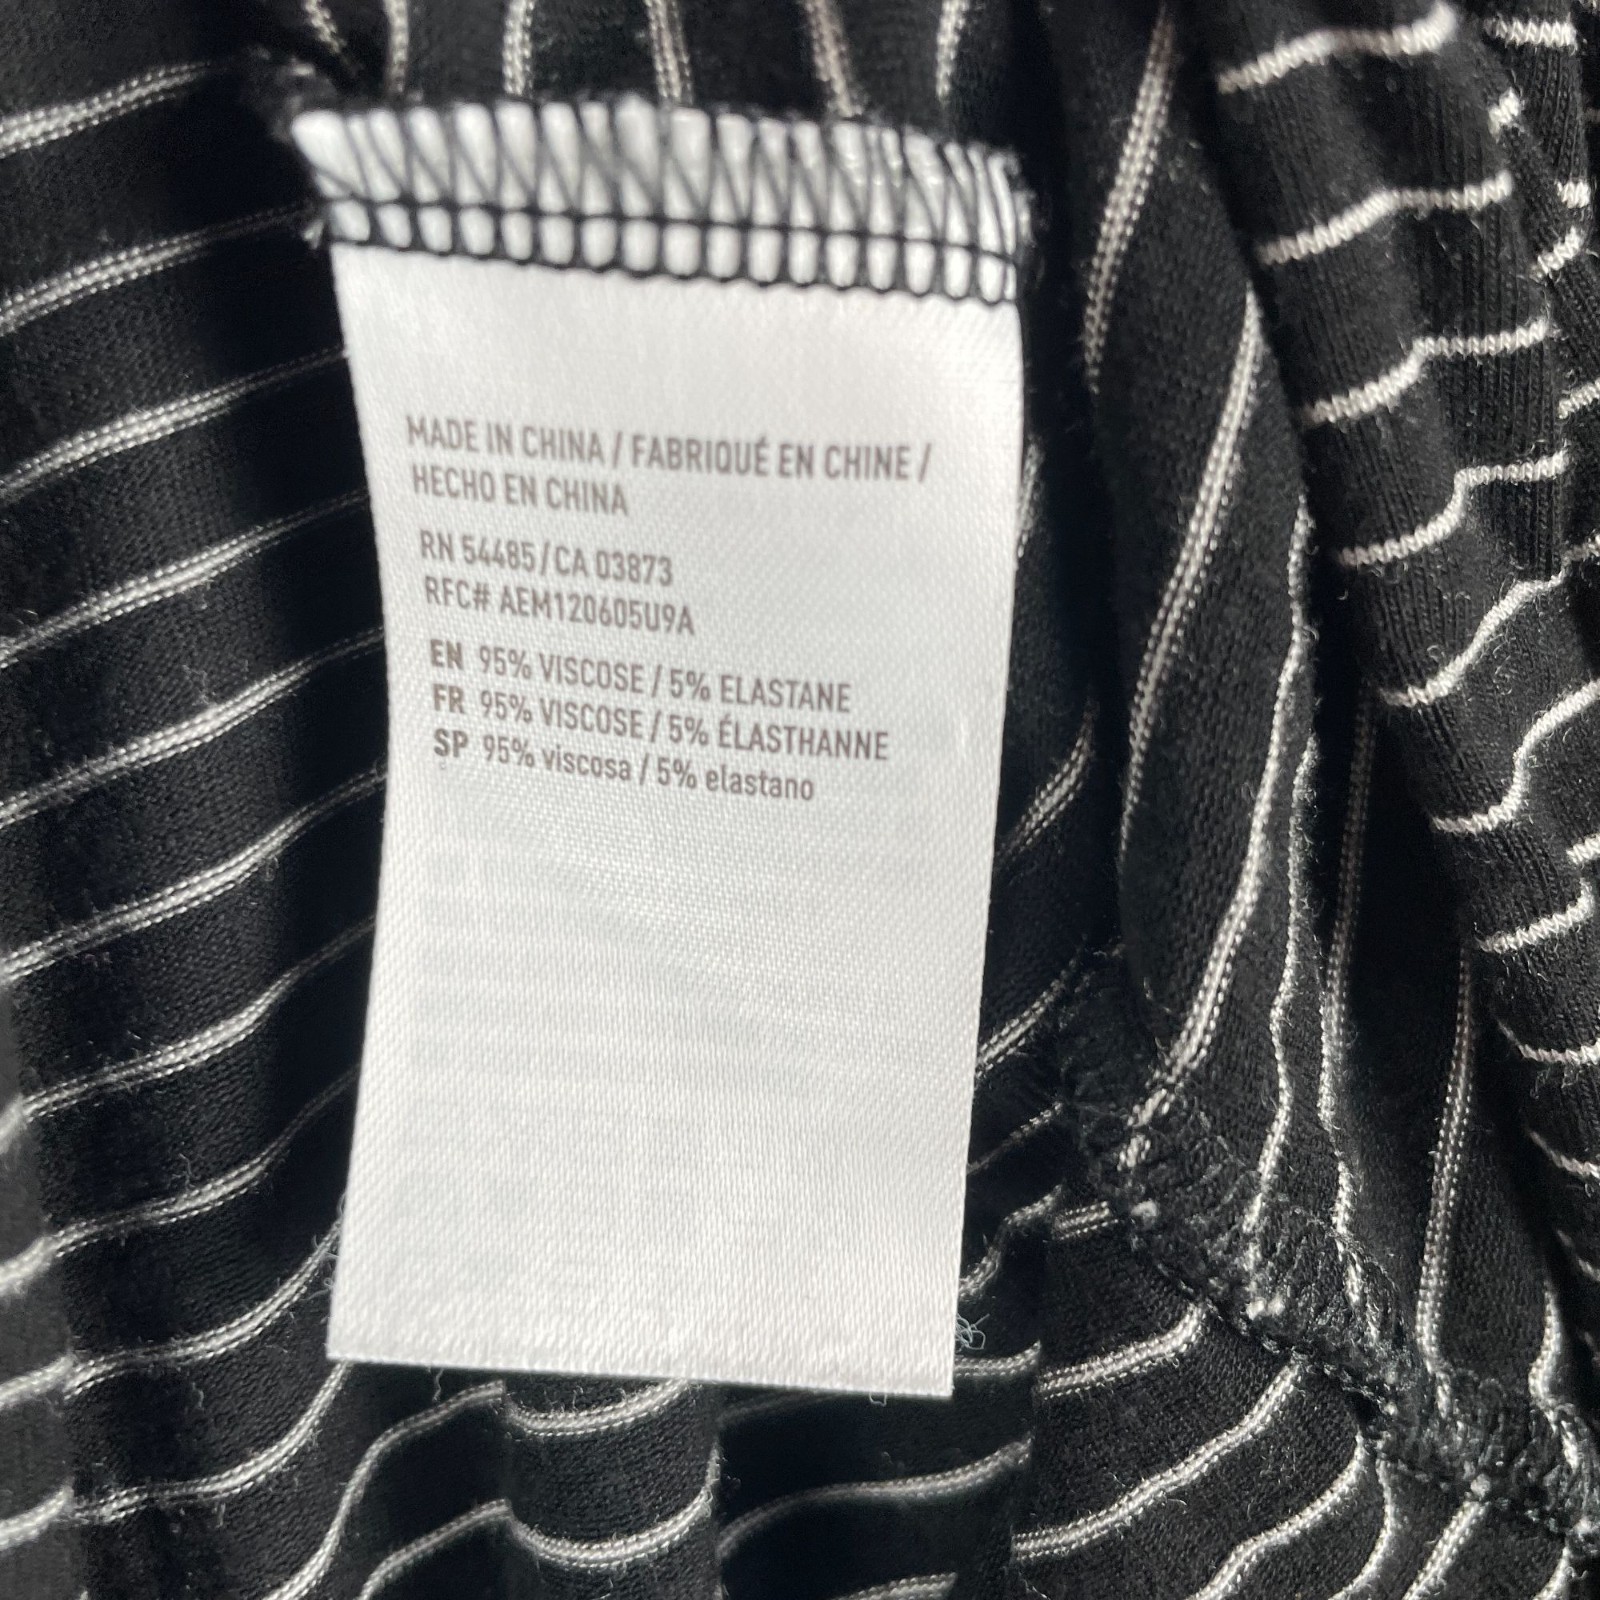 MADE IN CHINA / FABRIQUÉ EN CHINE /
HECHO EN CHINA
RN 54485 / CA 03873
RFC# AEM120605U9A
EN 95% VISCOSE / 5% ELASTANE
FR 95% VISCOSE / 5% ÉLASTHANNE
SP 95% viscosa / 5% elastano